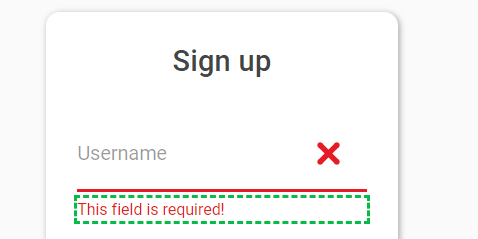 Sign up
Username
This field is required!